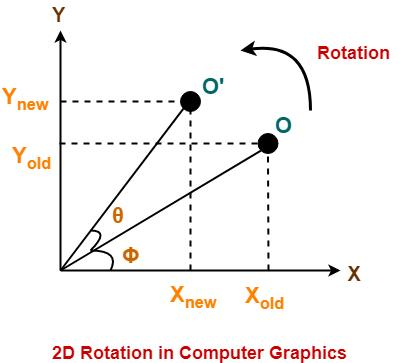 Y
Rotation
O'
Ynew
O
Yold
θ
Φ
X
Xnew Xold
2D Rotation in Computer Graphics